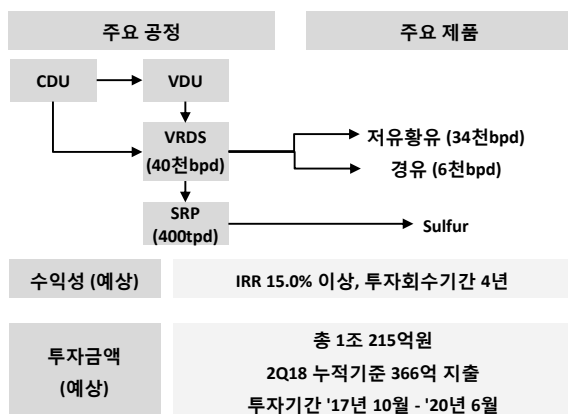 주요 공정
주요 제품
CDU
VDU
VRDS
(40천bpd)
저유황유 (34천bpd)
경유 (6천bpd)
SRP
(400tpd)
Sulfur
수익성 (예상)
IRR 15.0% 이상, 투자회수기간 4년
투자금액
(예상)
총 1조 215억원
2Q18 누적기준 366억 지출
투자기간 '17년 10월 - '20년 6월